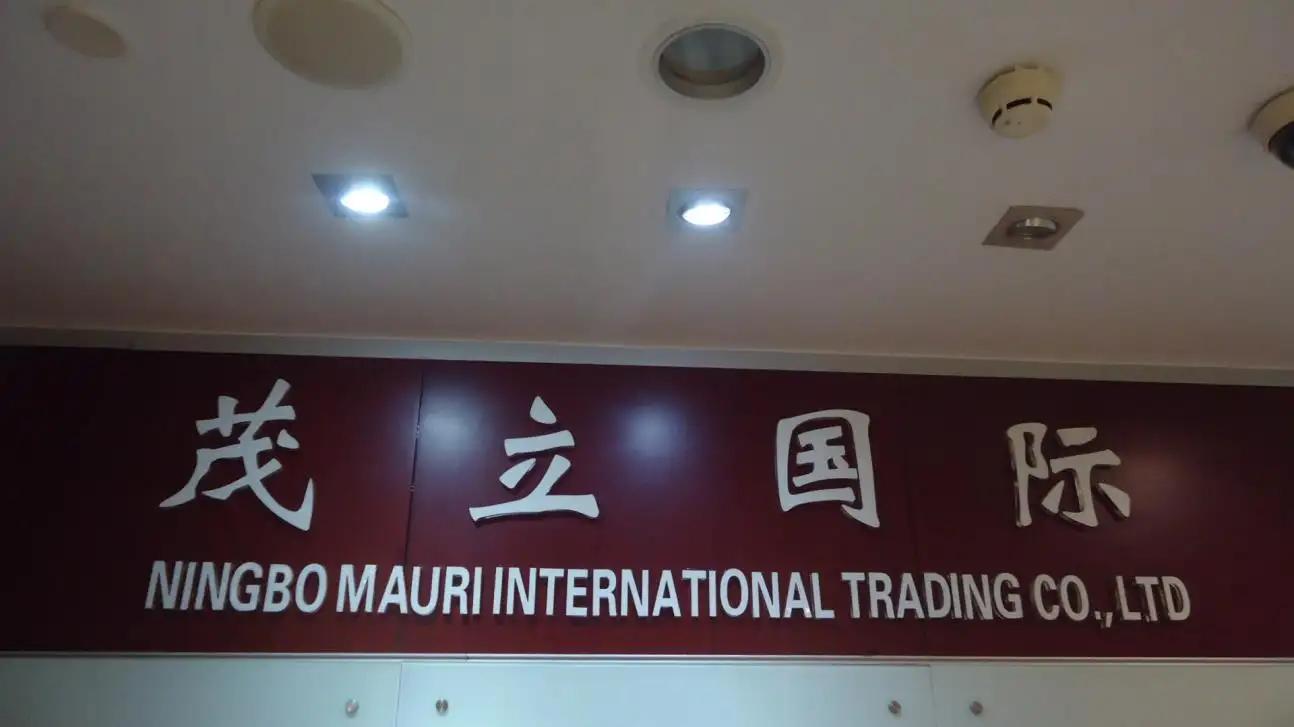 茂立国际
NINGBO MAURI INTERNATIONAL TRADING CO.,LTD